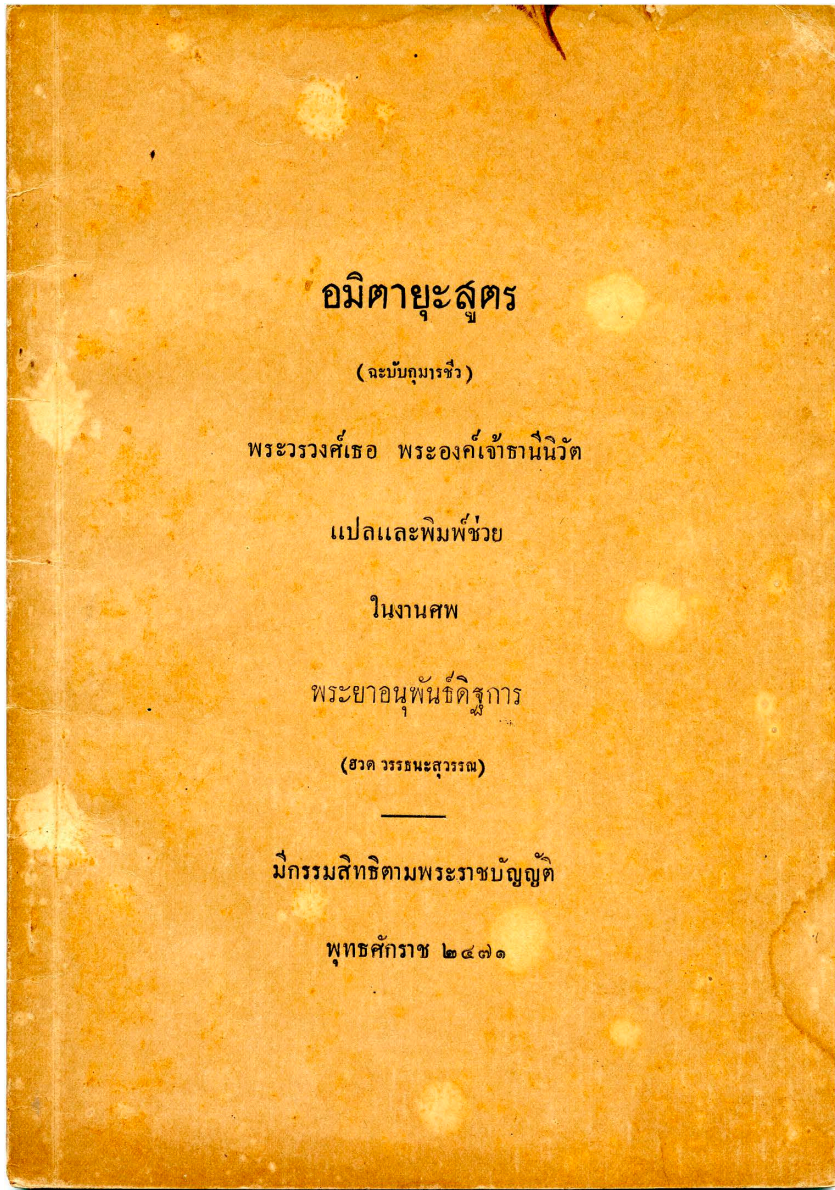 อมิตายุะสูตร
(ฉะบับกุมารชีว)
พระวรวงศ์เธอ พระองค์เจ้าธานีนิวัต
แปลและพิมพ์ช่วย
ในงานศพ
พระยาอนุพันธ์ดิฐการ
(ฮวด วรรธนะสุวรรณ)
มีกรรมสิทธิตามพระราชบัญญัติ
พุทธศักราช ๒๔๗๑